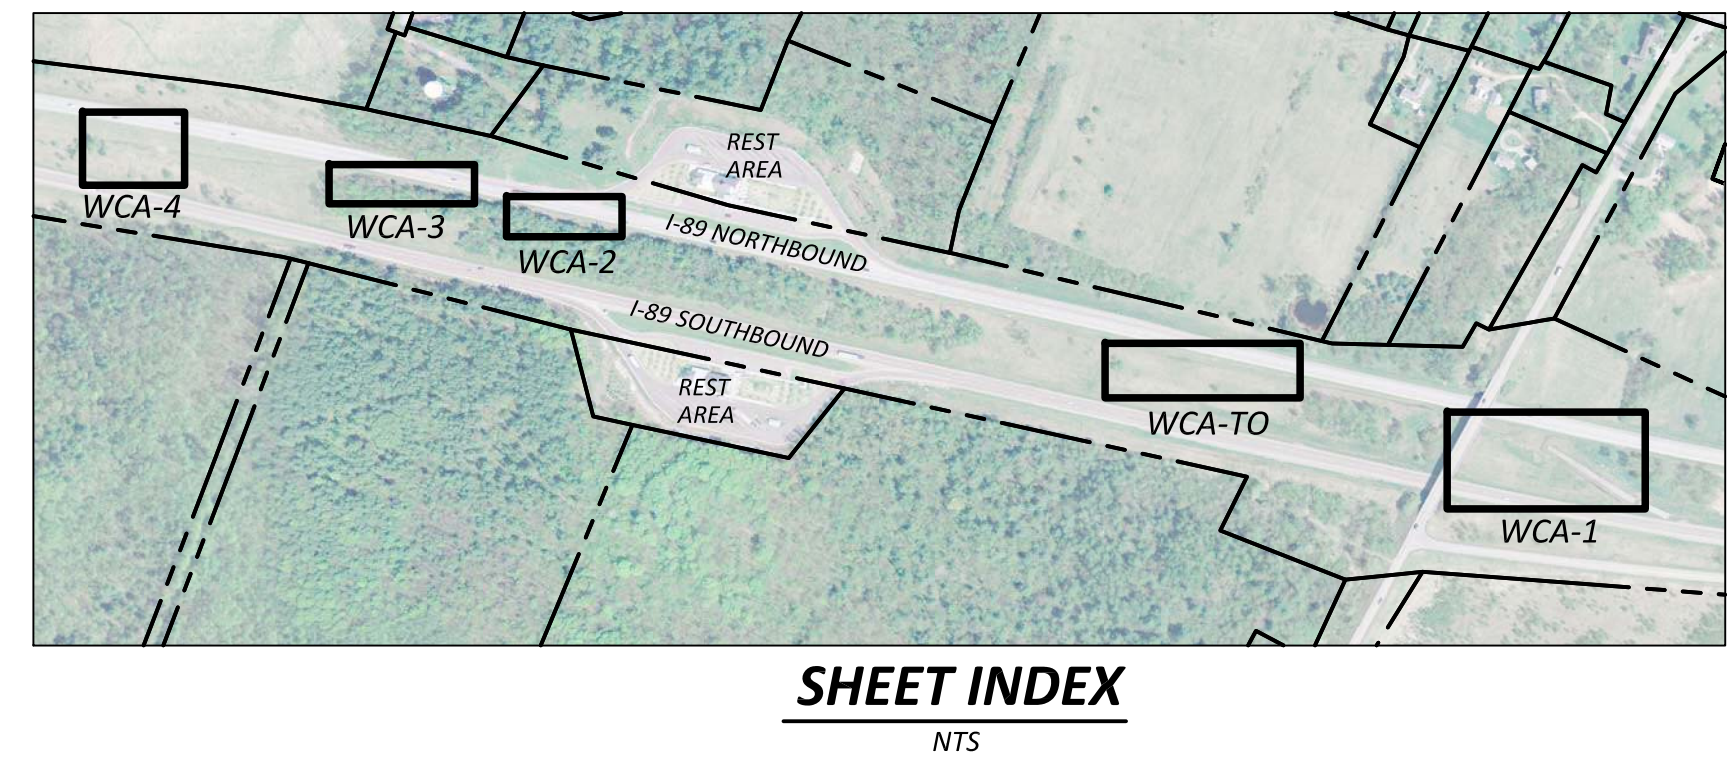 REST
AREA
WCA-4
WCA-3
WCA-2
I-89 NORTHBOUND
I-89 SOUTHBOUND
REST
AREA
WCA-TO
WCA-1
SHEET INDEX
NTS